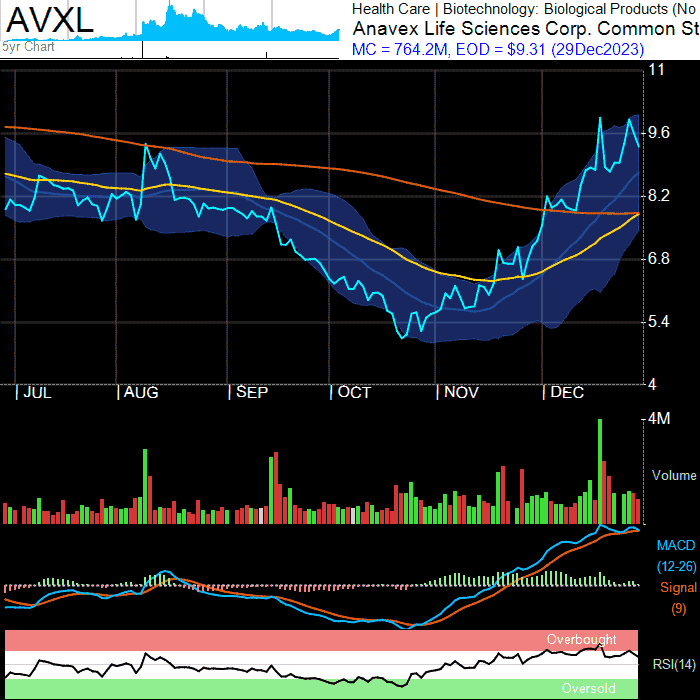 AVXL
5yr Chart
Health Care | Biotechnology: Biological Products (No
Anavex Life Sciences Corp. Common St
MC = 764.2M, EOD = $9.31 (29Dec2023)
11
9.6
8.2
6.8
5.4
4
| JUL | AUG | SEP | OCT | NOV | DEC
4M
Volume
MACD
(12-26)
Signal
(9)
Overbought
RSI(14)
Oversold